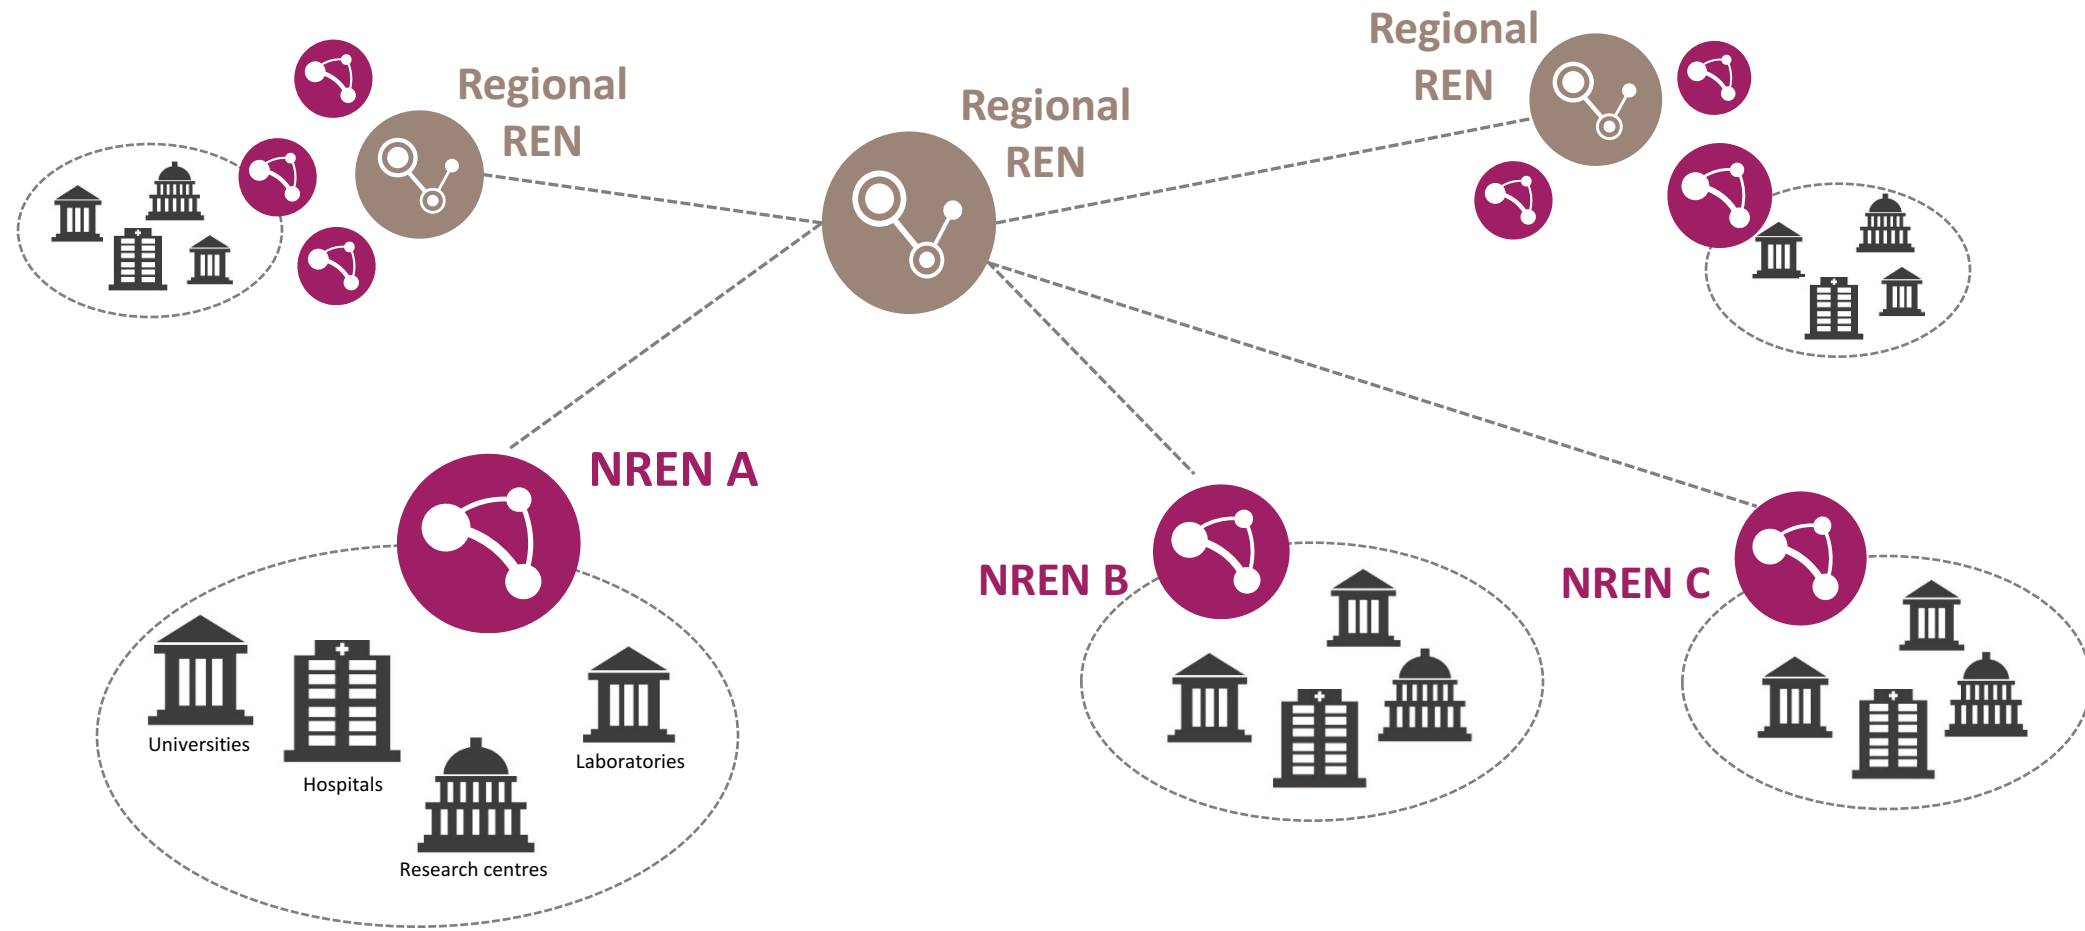 Regional
REN
Regional
REN
Regional
REN
NREN A
NREN B
NREN C
Universities
Hospitals
Laboratories
Research centres